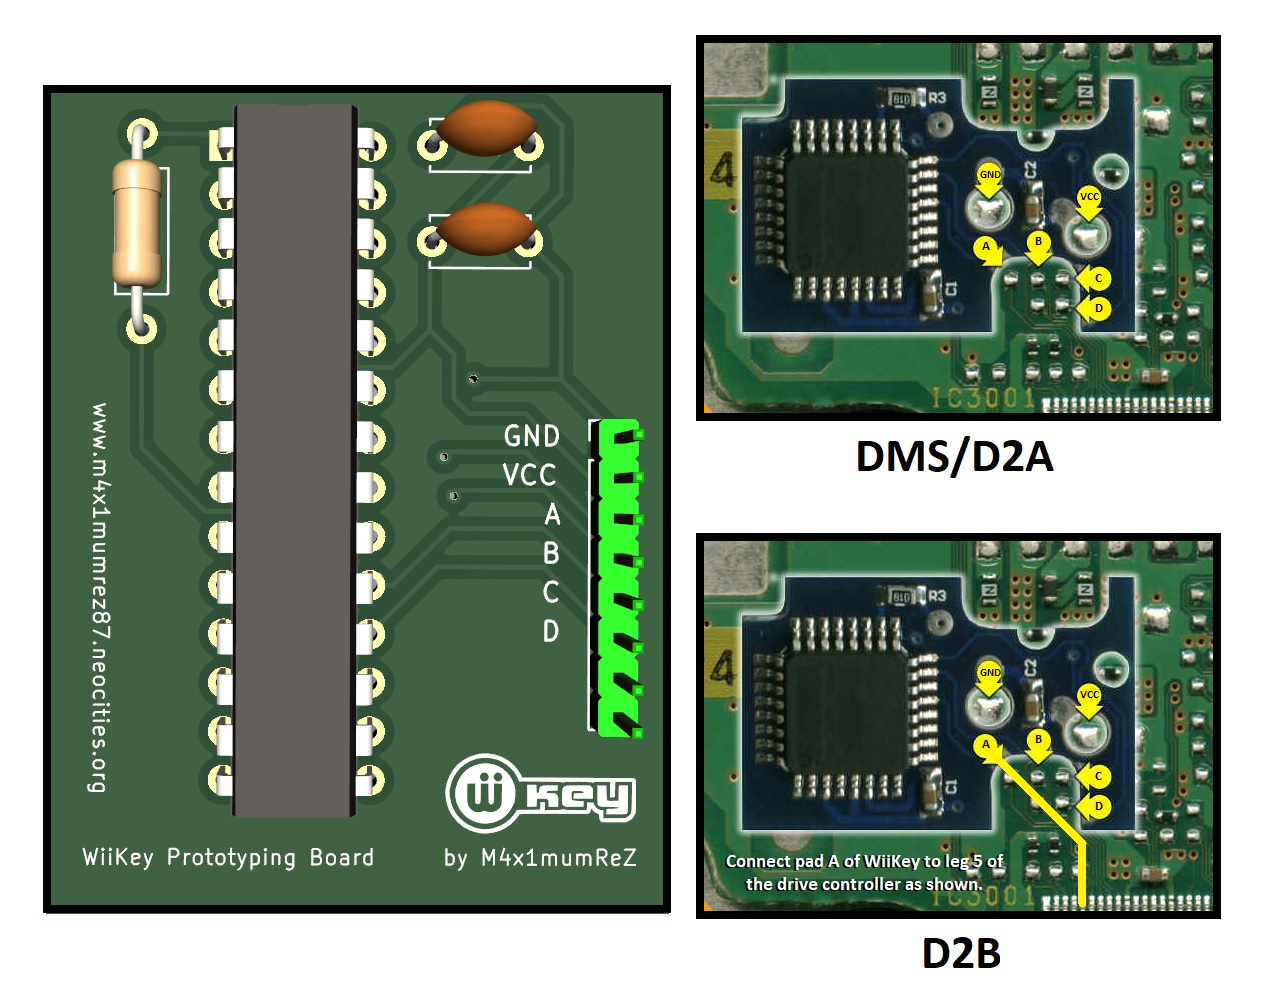 www.m4x1mumrez87.neocities.org
GND
VCC
A
B
C
D
wii key
WiiKey Prototyping Board
by M4x1mumReZ
4
R3
C2
GND
VCC
A
B
C
D
C1
IC3001
DMS/D2A
4
R3
C2
GND
VCC
A
B
C
D
C1
Connect pad A of WiiKey to leg 5 of
the drive controller as shown.
IC3001
D2B